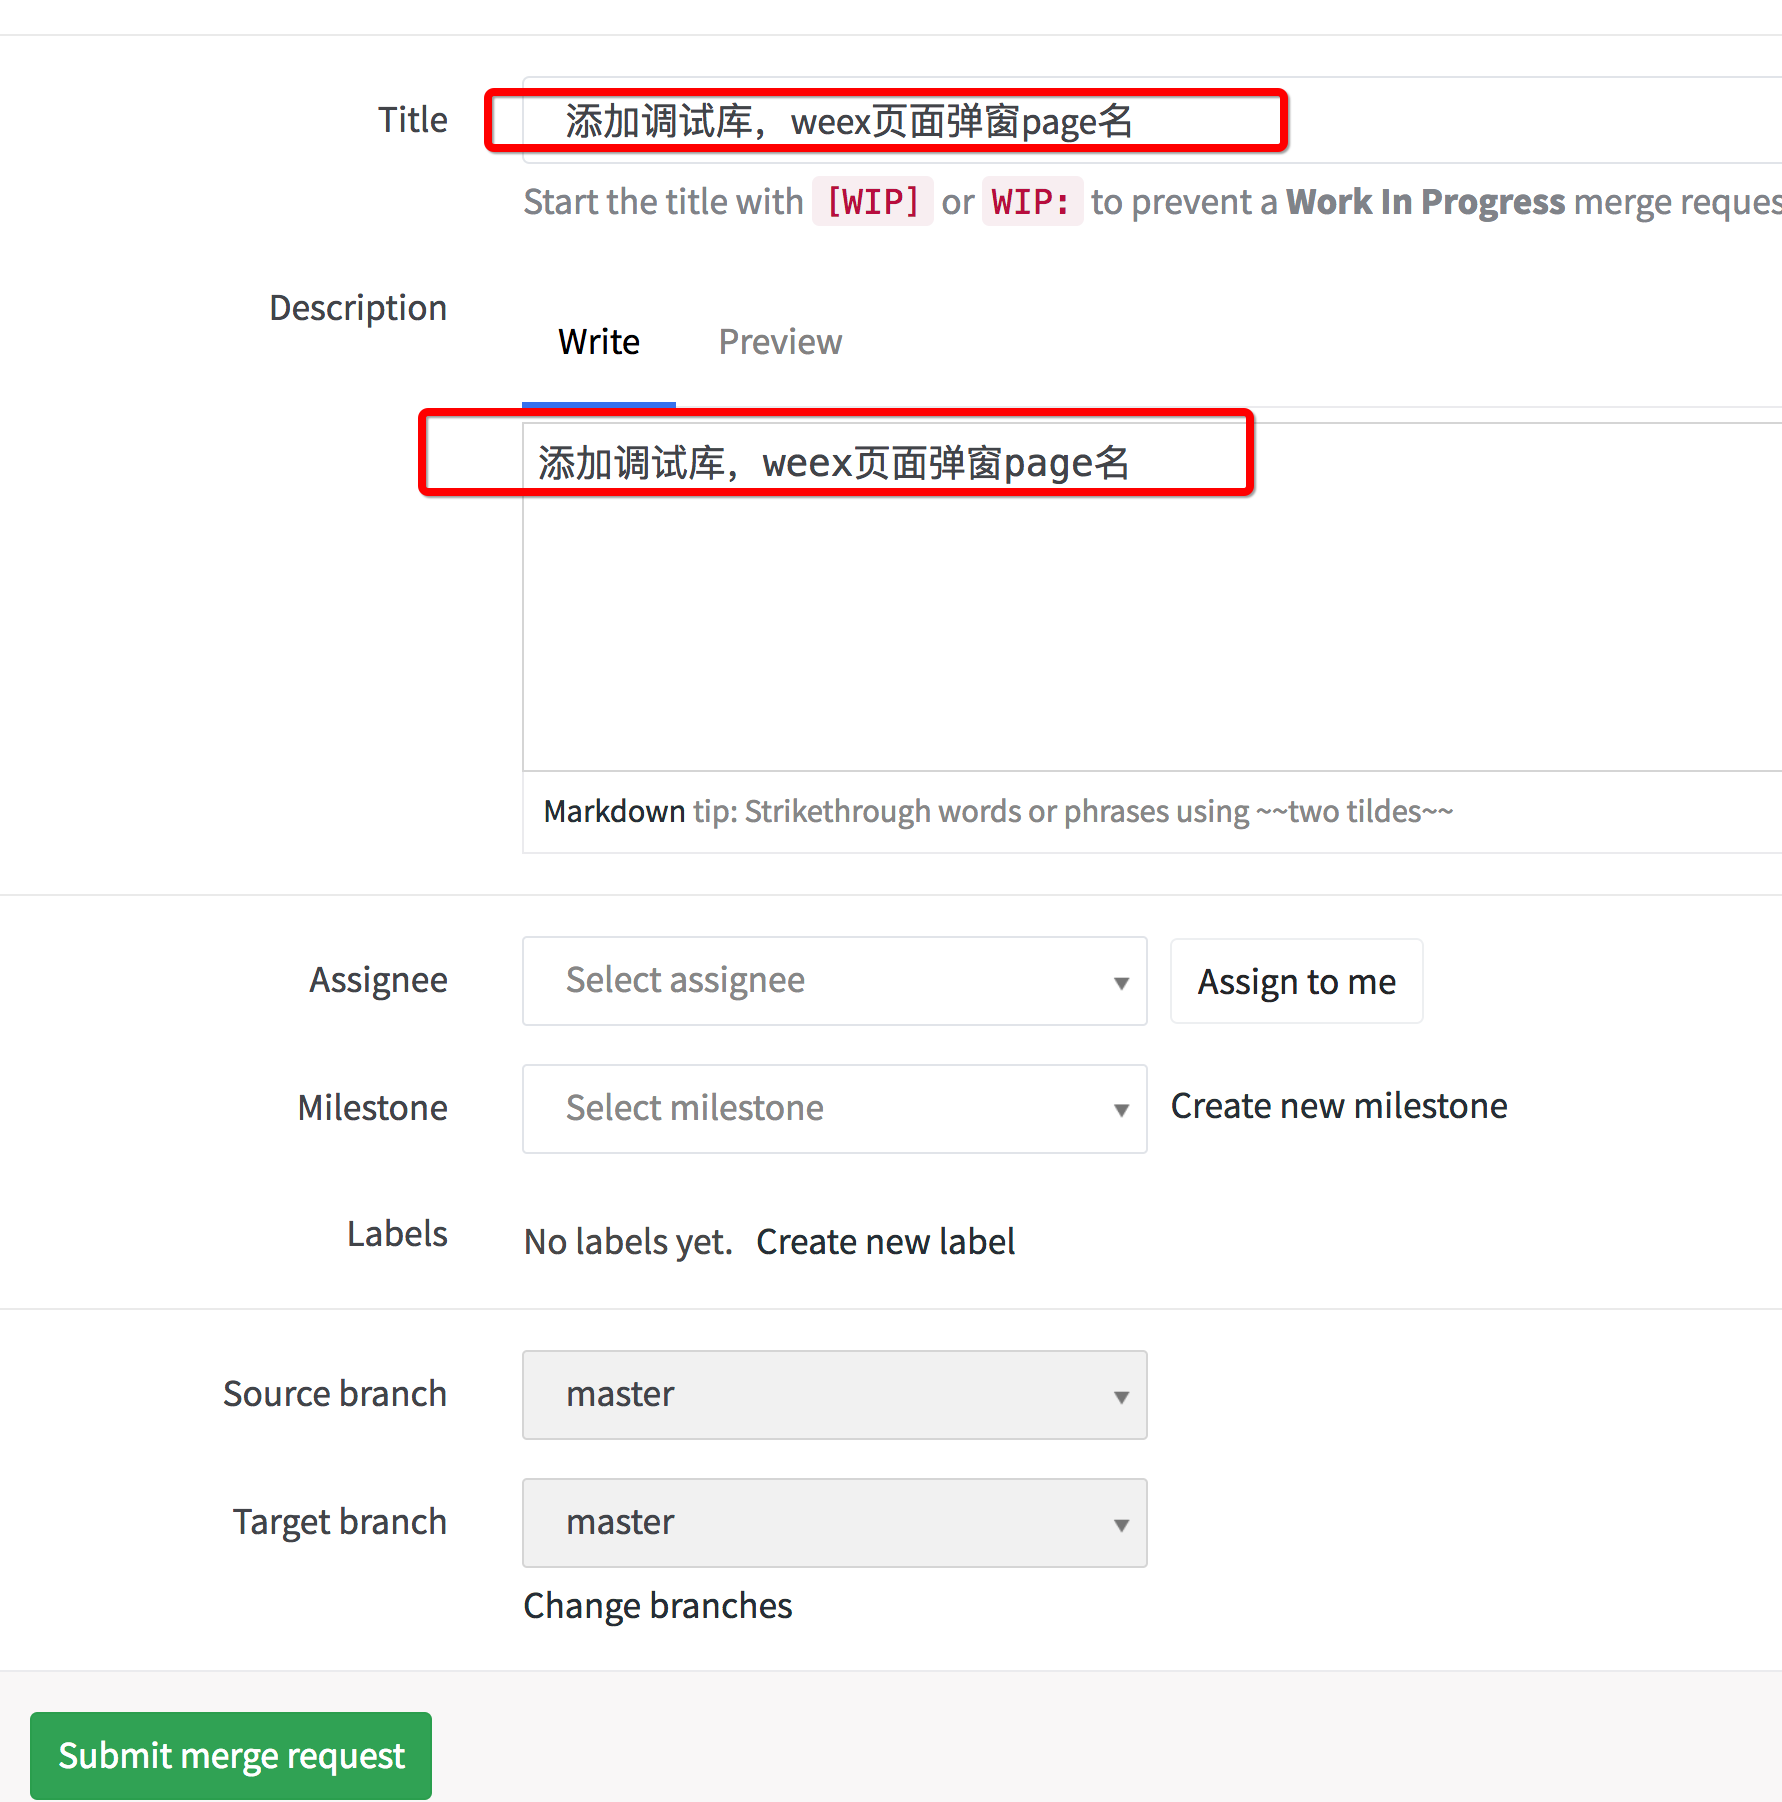 Title
添加调试库，weex页面弹窗page名
Start the title with [WIP] or WIP: to prevent a Work In Progress merge reques
Description
Write Preview
添加调试库，weex页面弹窗page名
Markdown tip: Strikethrough words or phrases using ~~two tildes~~
Assignee Select assignee Assign to me
Milestone Select milestone Create new milestone
Labels No labels yet. Create new label
Source branch master
Target branch master
Change branches
Submit merge request